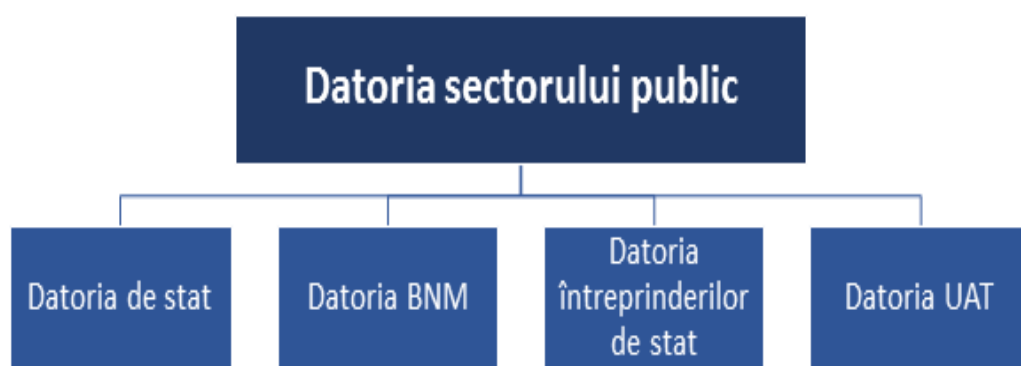 Datoria sectorului public
Datoria de stat
Datoria BNM
Datoria
întreprinderilor
de stat
Datoria UAT